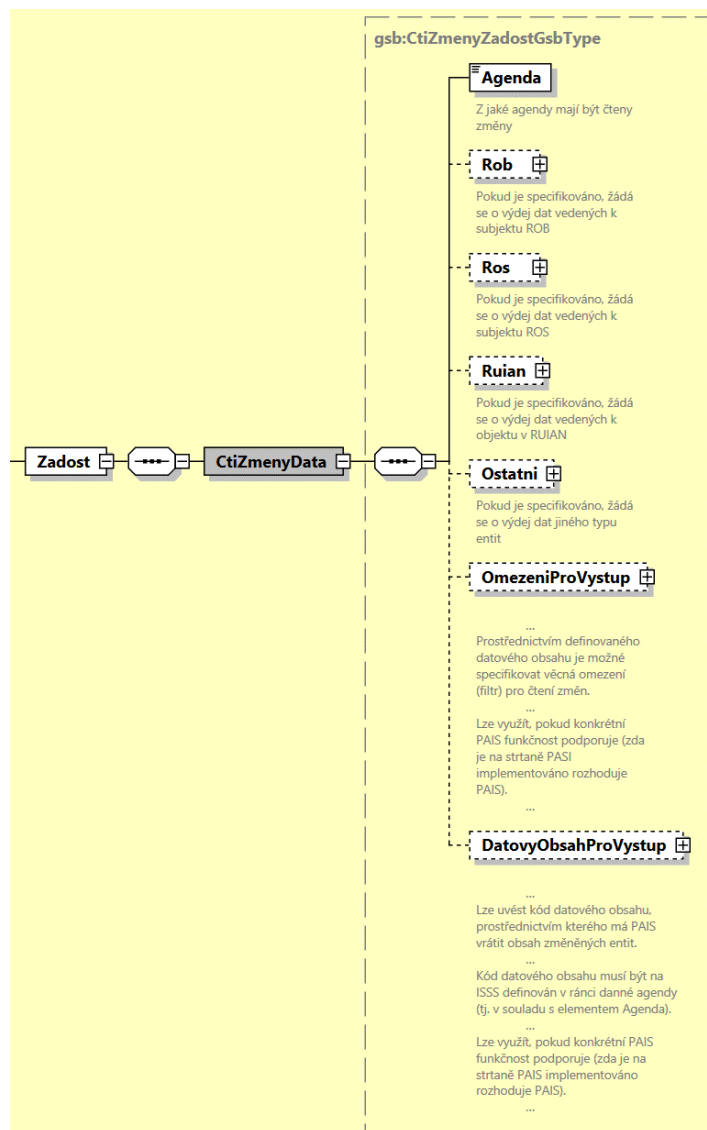 gsb:CtiZmenyZadostGsbType
Agenda
Z jaké agendy mají být čteny
změny
Rob
Pokud je specifikováno, žádá
se o výdej dat vedených k
subjektu ROB
Ros
Pokud je specifikováno, žádá
se o výdej dat vedených k
subjektu ROS
Ruian
Pokud je specifikováno, žádá
se o výdej dat vedených k
objektu v RUIAN
Zadost
CtiZmenyData
Ostatni
Pokud je specifikováno, žádá
se o výdej dat jiného typu
entit
OmezeniProVystup
...
Prostřednictvím definovaného
datového obsahu je možné
specifikovat věcná omezení
(filtr) pro čtení změn.
...
Lze využít, pokud konkrétní
PAIS funkčnost podporuje (zda
je na strtaně PASI
implementováno rozhoduje
PAIS).
...
DatovyObsahProVystup
...
Lze uvést kód datového obsahu,
prostřednictvím kterého má PAIS
vrátit obsah změněných entit.
...
Kód datového obsahu musí být na
ISSS definován v ránci danné agendy
(tj. v souladu s elementem Agenda).
...
Lze využít, pokud konkrétní PAIS
funkčnost podporuje (zda je na
strtaně PAIS implementováno
rozhoduje PAIS).
...